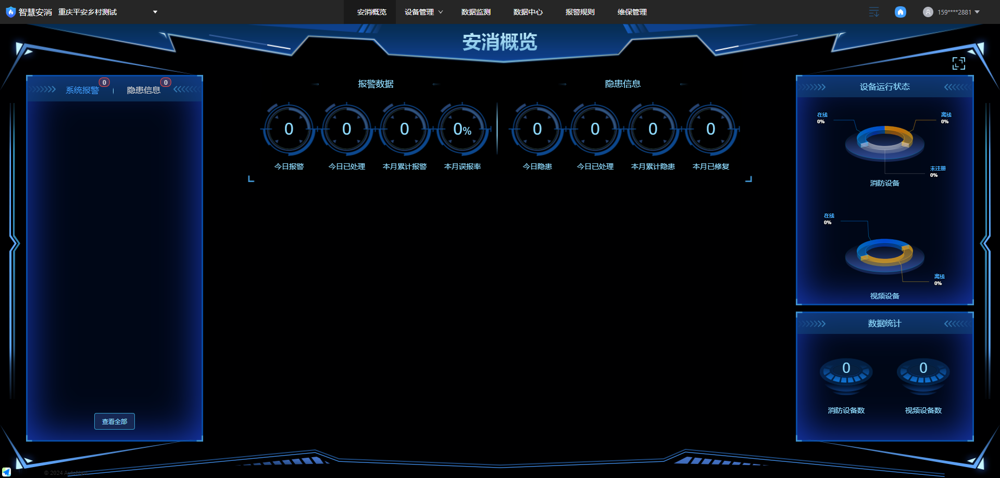 智慧安消 重庆平安乡村测试 安消概览 设备管理 数据监测 数据中心 报警规则 维保管理 159****2881
安消概览
系统报警 0 隐患信息 0
查看全部
报警数据
0 0 0 0%
今日报警 今日已处理 本月累计报警 本月误报率
隐患信息
0 0 0 0
今日隐患 今日已处理 本月累计隐患 本月已修复
设备运行状态
在线
0%
离线
0%
未注册
0%
消防设备
在线
0%
离线
0%
视频设备
数据统计
0 0
消防设备数 视频设备数
© 2024 AutoNavi